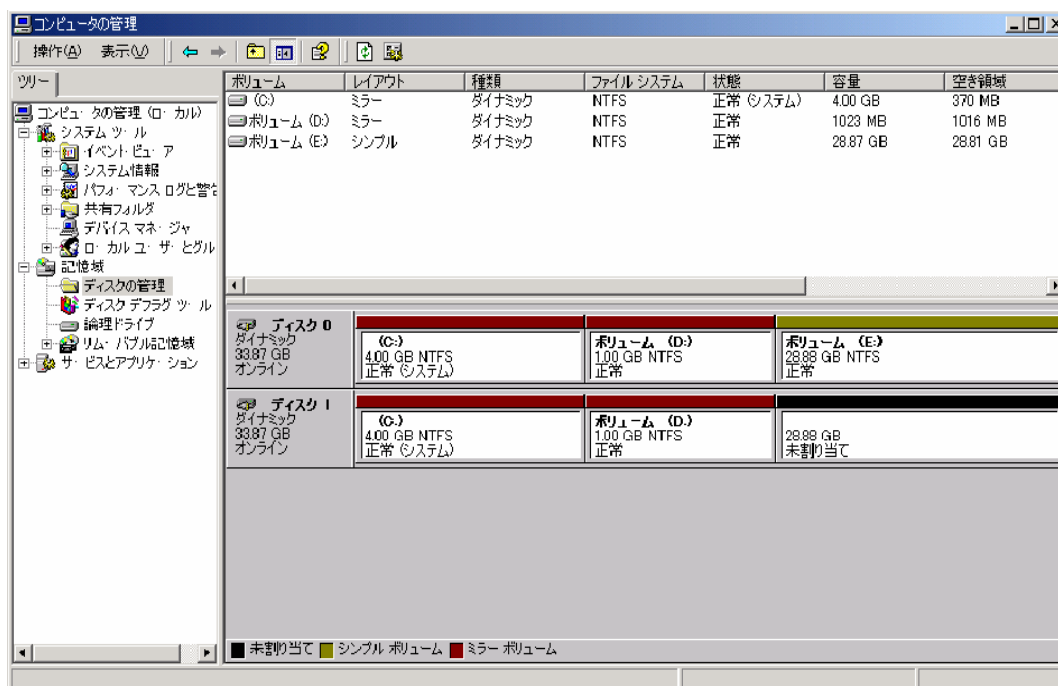 コンピュータの管理
操作(A) 表示(V)
ツリー
コンピュータの管理 (ローカル)
システム ツール
イベント ビューア
システム情報
パフォーマンス ログと警告
共有フォルダ
デバイス マネージャ
ローカル ユーザーとグル
記憶域
ディスクの管理
ディスク デフラグ ツール
論理ドライブ
リムーバブル記憶域
サービスとアプリケーション
ボリューム レイアウト 種類 ファイル システム 状態 容量 空き領域
(C:) ミラー ダイナミック NTFS 正常 (システム) 4.00 GB 370 MB
ボリューム (D:) ミラー ダイナミック NTFS 正常 1023 MB 1016 MB
ボリューム (E:) シンプル ダイナミック NTFS 正常 28.87 GB 28.81 GB
ディスク 0
ダイナミック
33.87 GB
オンライン
(C:)
4.00 GB NTFS
正常 (システム)
ボリューム (D:)
1.00 GB NTFS
正常
ボリューム (E:)
28.88 GB NTFS
正常
ディスク 1
ダイナミック
33.87 GB
オンライン
(C:)
4.00 GB NTFS
正常 (システム)
ボリューム (D:)
1.00 GB NTFS
正常
28.88 GB
未割り当て
未割り当て シンプル ボリューム ミラー ボリューム